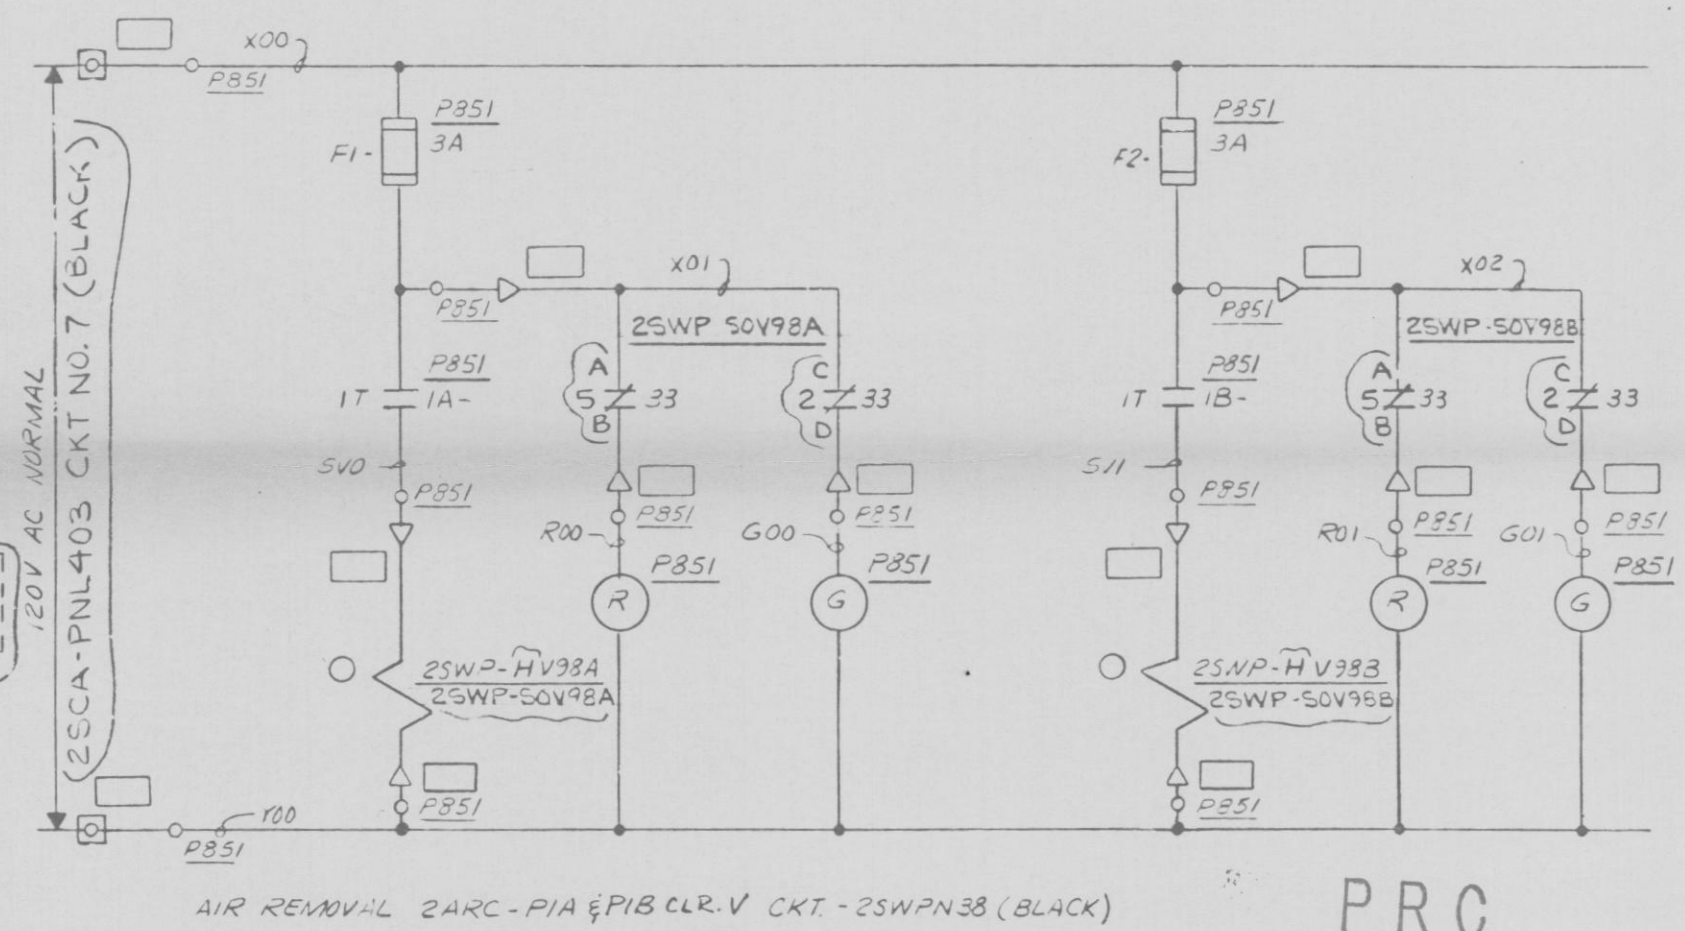 X00
P851
120V AC NORMAL
(2SCA-PNL403 CKT NO. 7 (BLACK)
F1-
P851
3A
P851
X01
2SWP SOV98A
1T
P851
1A-
A
5
B
33
C
2
D
33
SV0
P851
P851
P851
R00
P851
R
G00
P851
G
2SWP-HV98A
2SWP-SOV98A
P851
Y00
P851
F2-
P851
3A
P851
X02
2SWP-SOV98B
1T
P851
1B-
A
5
B
33
C
2
D
33
P851
P851
P851
R01
P851
R
G01
P851
G
2SWP-SOV98B
P851
AIR REMOVAL 2ARC-P1A & P1B CLR.V CKT.-2SWPN38 (BLACK)
PRC